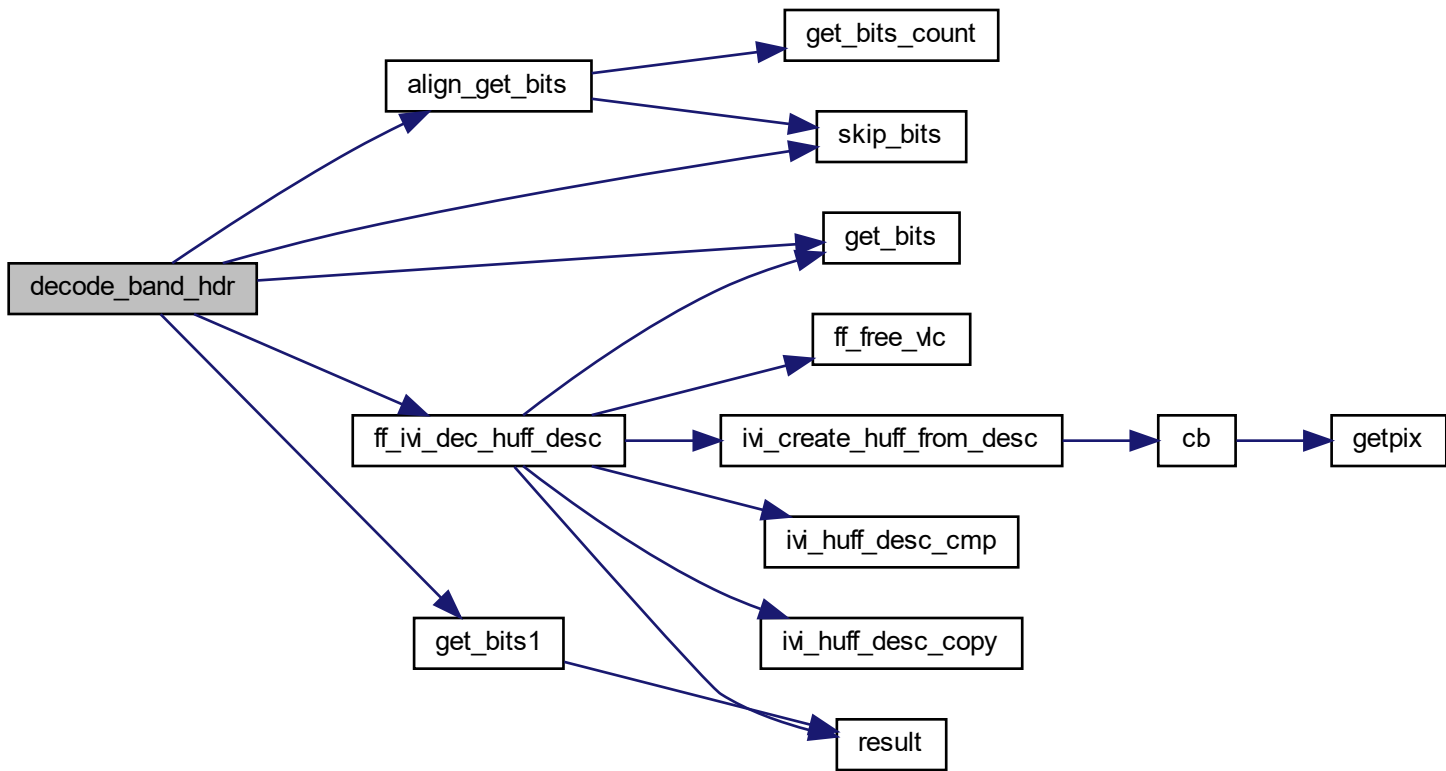 get_bits_count
align_get_bits
skip_bits
get_bits
decode_band_hdr
ff_free_vlc
ff_ivi_dec_huff_desc
ivi_create_huff_from_desc
cb
getpix
ivi_huff_desc_cmp
get_bits1
ivi_huff_desc_copy
result